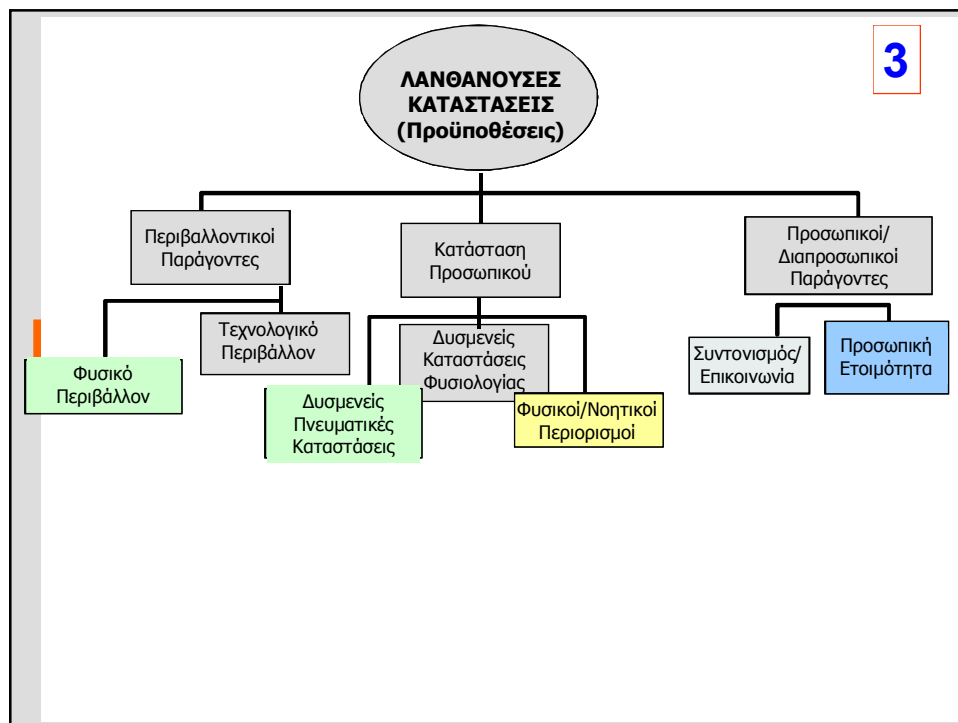 3
ΛΑΝΘΑΝΟΥΣΕΣ
ΚΑΤΑΣΤΑΣΕΙΣ
(Προϋποθέσεις)
Περιβαλλοντικοί
Παράγοντες
Κατάσταση
Προσωπικού
Προσωπικοί/
Διαπροσωπικοί
Παράγοντες
Φυσικό
Περιβάλλον
Τεχνολογικό
Περιβάλλον
Δυσμενείς
Πνευματικές
Καταστάσεις
Δυσμενείς
Καταστάσεις
Φυσιολογίας
Φυσικοί/Νοητικοί
Περιορισμοί
Συντονισμός/
Επικοινωνία
Προσωπική
Ετοιμότητα